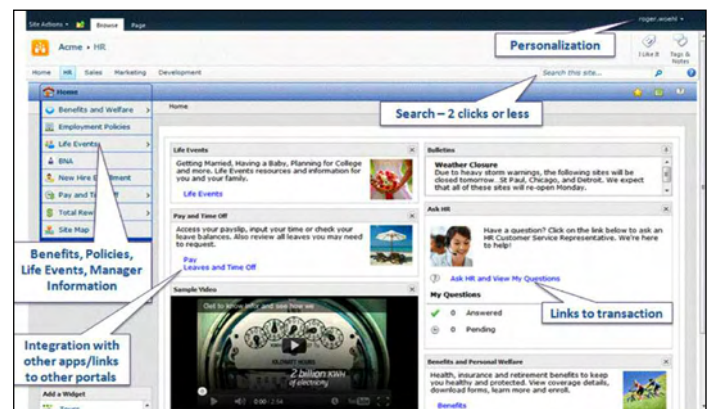 Site Actions
Browse
Page
roger.woehl
Acme › HR
I Like It
Tags & Notes
Personalization
Home
HR
Sales
Marketing
Development
Search this site...
Search – 2 clicks or less
Home
Benefits and Welfare
Employment Policies
Life Events
BNA
New Hire
Pay and
Total Rew
Site Map
Benefits, Policies,
Life Events, Manager
Information
Integration with
other apps/links
to other portals
Add a Widget
Home
Life Events
Getting Married, Having a Baby, Planning for College
and more. Life Events resources and information for
you and your family.
Life Events
Pay and Time Off
Access your payslip, input your time or check your
leave balances. Also review all leaves you may need
to request.
Pay
Leaves and Time Off
Sample Video
2 billion KWH
of electricity
0:00 / 2:54
Bulletins
Weather Closure
Due to heavy storm warnings, the following sites will be
closed tomorrow. St Paul, Chicago, and Detroit. We expect
that all of these sites will re-open Monday.
Ask HR
Have a question? Click on the link below to ask an
HR Customer Service Representative. We're here
to help!
Ask HR and View My Questions
My Questions
0 Answered
0 Pending
Links to transaction
Benefits and Personal Welfare
Health, insurance and retirement benefits to keep
you healthy and protected. View coverage details,
download forms, learn more and enroll.
Benefits